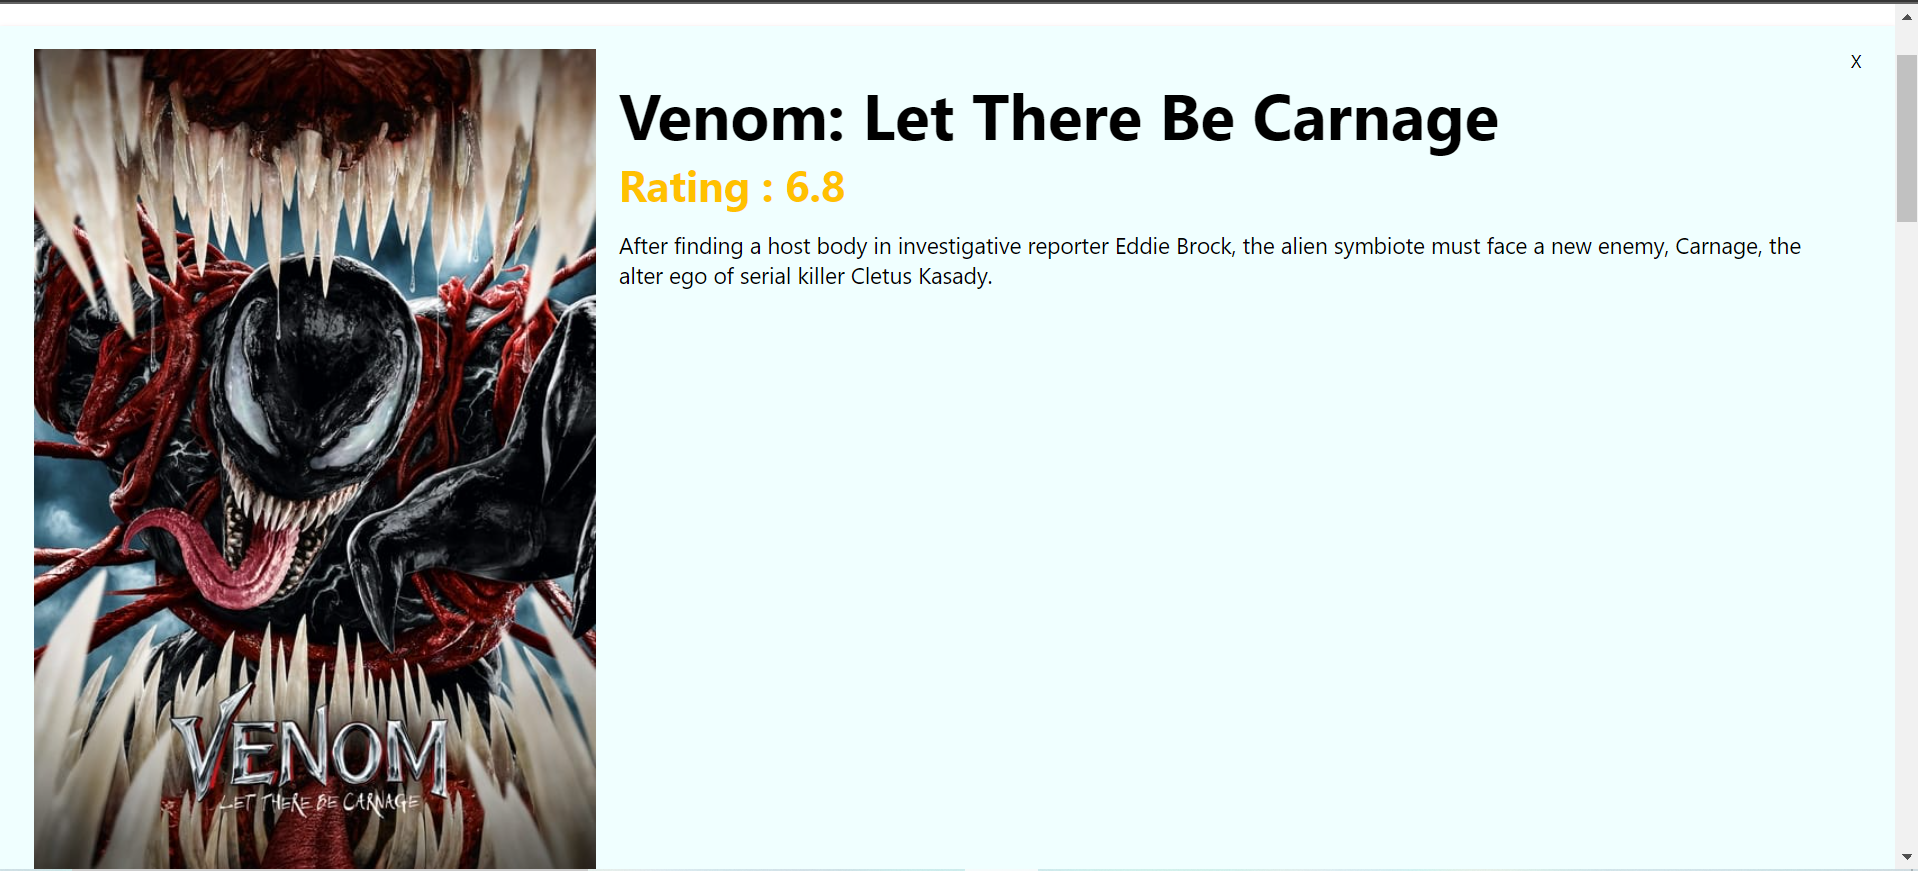 X
Venom: Let There Be Carnage
Rating : 6.8
After finding a host body in investigative reporter Eddie Brock, the alien symbiote must face a new enemy, Carnage, the
alter ego of serial killer Cletus Kasady.
VENOM
LET THERE BE CARNAGE